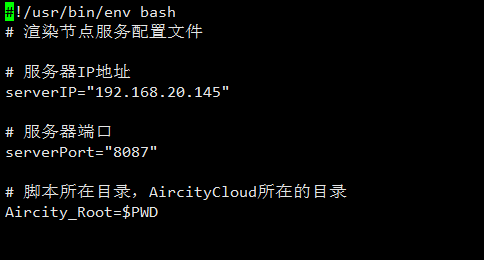 #!/usr/bin/env bash
# 渲染节点服务配置文件
# 服务器IP地址
serverIP="192.168.20.145"
# 服务器端口
serverPort="8087"
# 脚本所在目录，AircityCloud所在的目录
Aircity_Root=$PWD